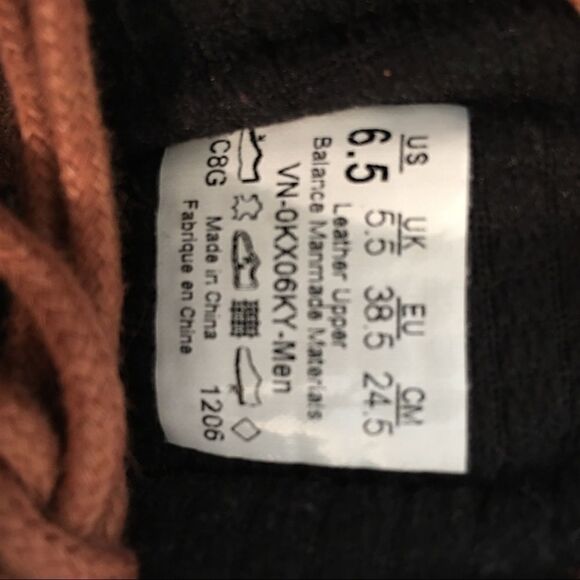 US UK EU CM
6.5 5.5 38.5 24.5
Leather Upper
Balance Manmade Materials
VN-0KX06KY-Men
C8G Made in China 1206
Fabrique en Chine